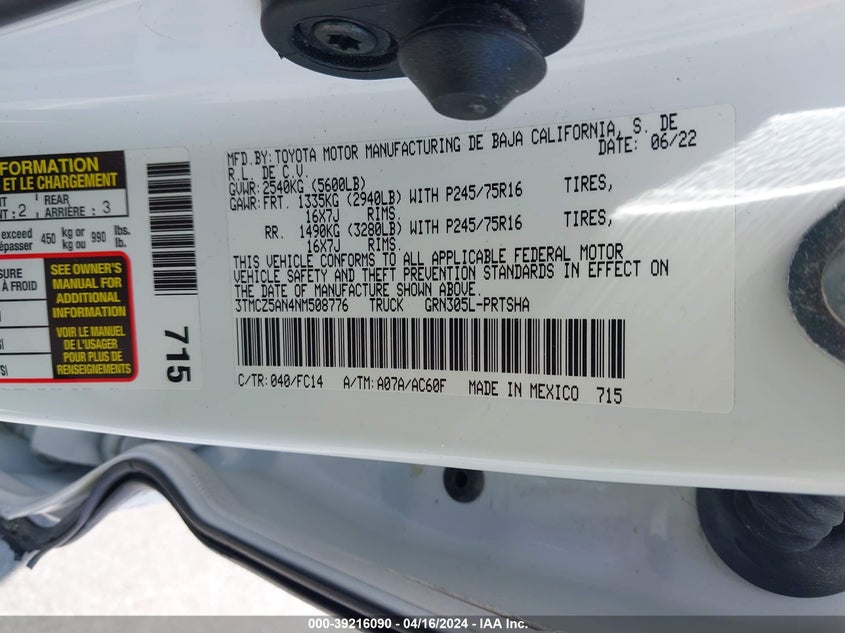 MFD.BY:TOYOTA MOTOR MANUFACTURING DE BAJA CALIFORNIA, S. DE
R.L. DE C.V. DATE: 06/22
GVWR:2540KG (5600LB)
GAWR:FRT. 1335KG (2940LB) WITH P245/75R16 TIRES,
16X7J RIMS.
RR. 1490KG (3280LB) WITH P245/75R16 TIRES,
16X7J RIMS.
THIS VEHICLE CONFORMS TO ALL APPLICABLE FEDERAL MOTOR
VEHICLE SAFETY AND THEFT PREVENTION STANDARDS IN EFFECT ON
THE DATE OF MANUFACTURE SHOWN ABOVE.
3TMCZ5AN4NM508776 TRUCK GRN305L-PRTSHA
C/TR:040/FC14 A/TM:A07A/AC60F MADE IN MEXICO 715
FORMATION
ET LE CHARGEMENT
REAR
: 2 ARRIÈRE : 3
exceed 450 kg or 990 lbs.
kg ou lb.
À FROID
SEE OWNER'S
MANUAL FOR
ADDITIONAL
INFORMATION
VOIR LE MANUEL
DE L'USAGER
POUR PLUS DE
RENSEIGNEMENTS
715
000-39216090 - 04/16/2024 - IAA Inc.